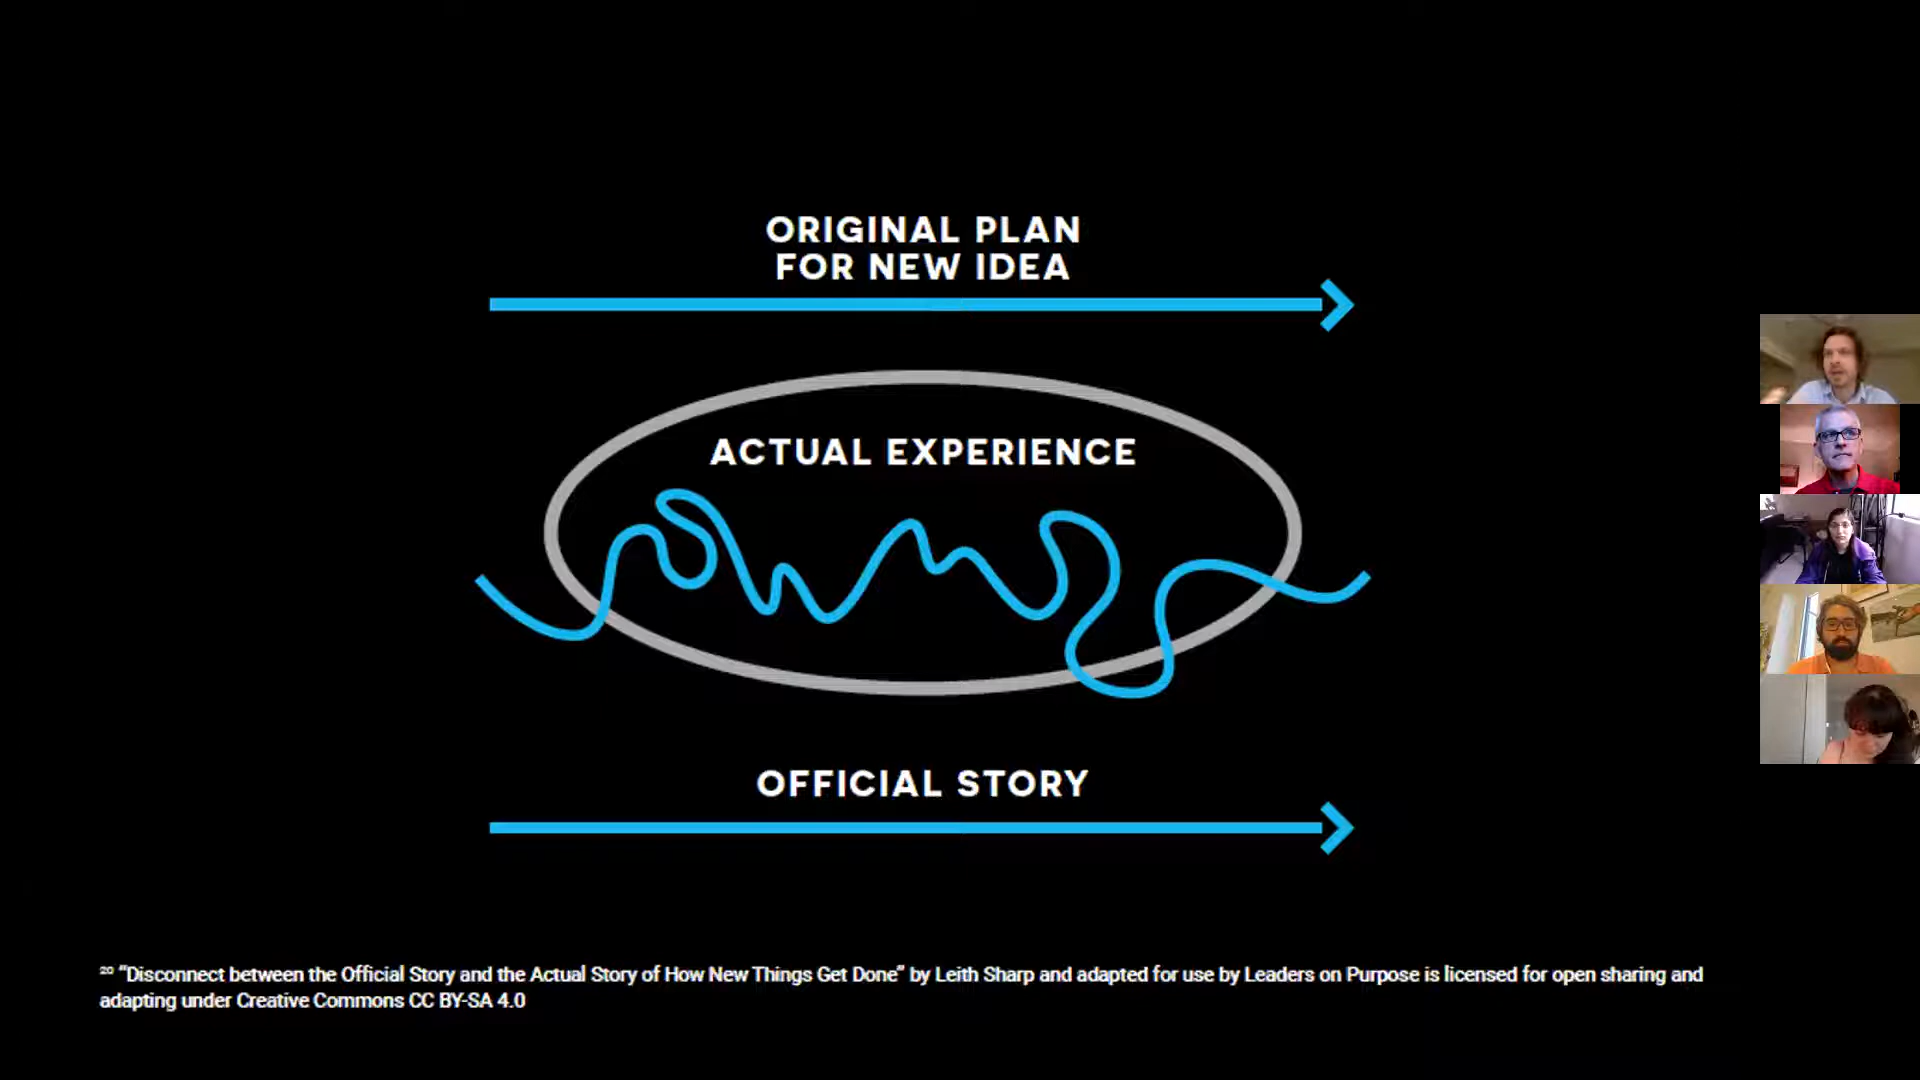 ORIGINAL PLAN
FOR NEW IDEA
ACTUAL EXPERIENCE
OFFICIAL STORY
²⁰ “Disconnect between the Official Story and the Actual Story of How New Things Get Done” by Leith Sharp and adapted for use by Leaders on Purpose is licensed for open sharing and
adapting under Creative Commons CC BY-SA 4.0